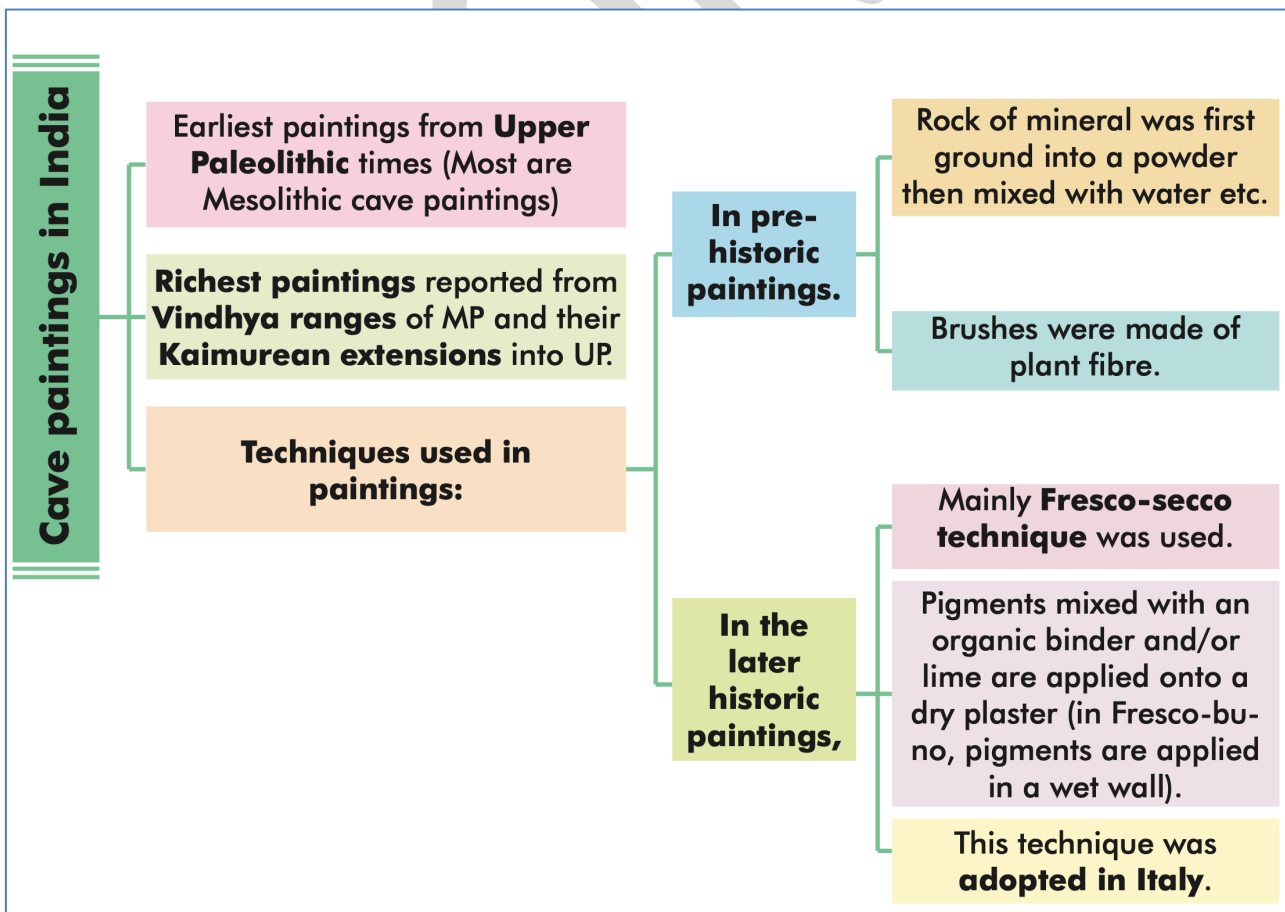 Cave paintings in India
Earliest paintings from Upper
Paleolithic times (Most are
Mesolithic cave paintings)
Richest paintings reported from
Vindhya ranges of MP and their
Kaimurean extensions into UP.
Techniques used in
paintings:
In pre-
historic
paintings.
Rock of mineral was first
ground into a powder
then mixed with water etc.
Brushes were made of
plant fibre.
In the
later
historic
paintings,
Mainly Fresco-secco
technique was used.
Pigments mixed with an
organic binder and/or
lime are applied onto a
dry plaster (in Fresco-bu-
no, pigments are applied
in a wet wall).
This technique was
adopted in Italy.